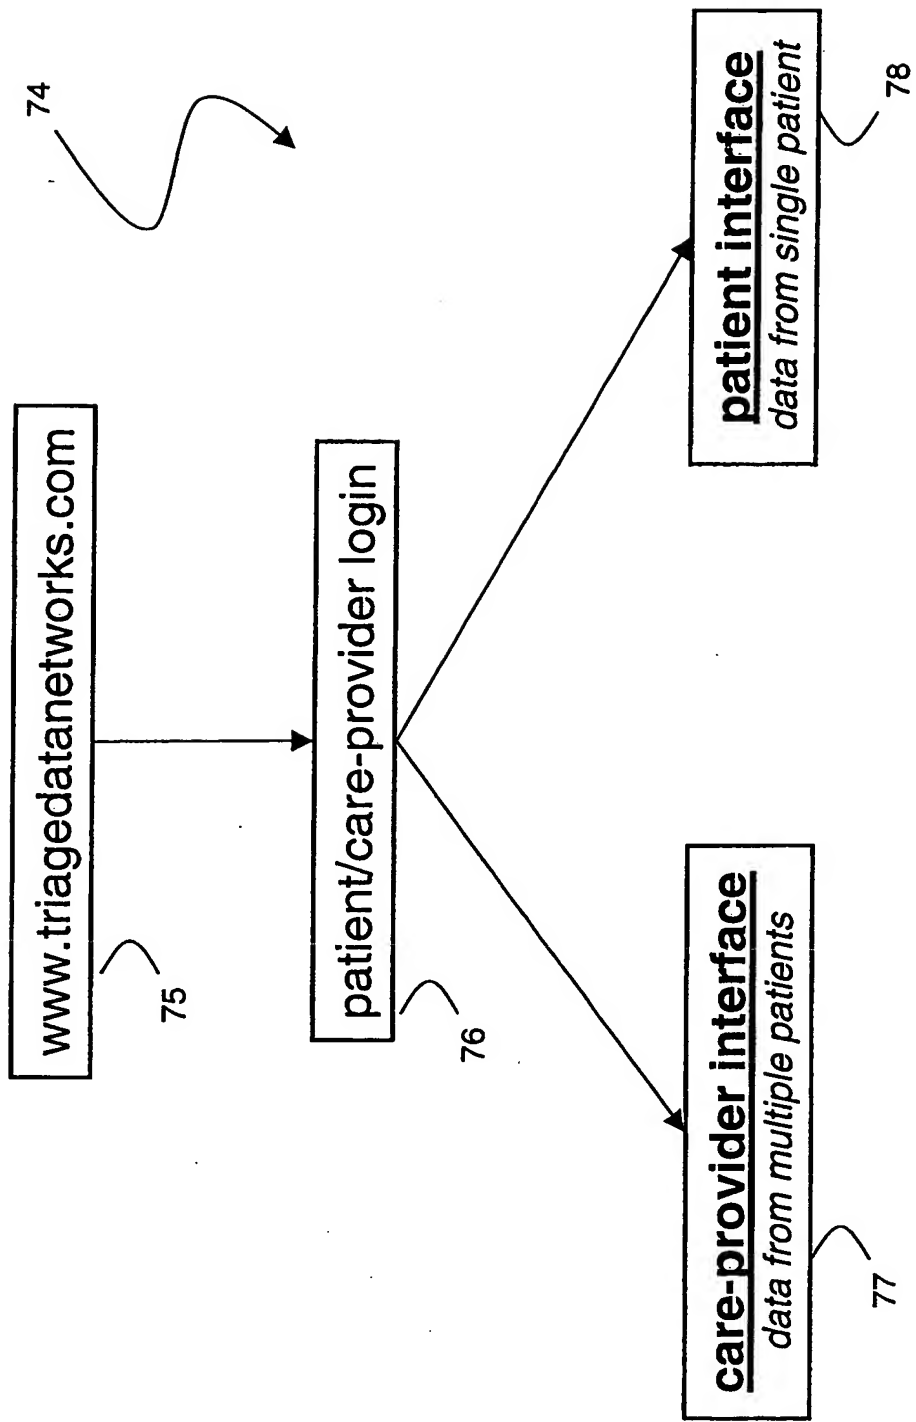 74
www.triagedatanetworks.com
75
patient/care-provider login
76
care-provider interface
data from multiple patients
77
patient interface
data from single patient
78